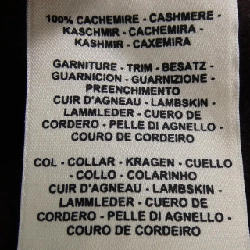 100% CACHEMIRE - CASHMERE -
KASCHMIR - CACHEMIRA -
KASHMIR - CAXEMIRA
GARNITURE - TRIM - BESATZ -
GUARNICION - GUARNIZIONE -
PREENCHIMENTO
CUIR D'AGNEAU - LAMBSKIN -
LAMMLEDER - CUERO DE
CORDERO - PELLE DI AGNELLO -
COURO DE CORDEIRO
COL - COLLAR - KRAGEN - CUELLO
- COLLO - COLARINHO
CUIR D'AGNEAU - LAMBSKIN -
LAMMLEDER - CUERO DE
CORDERO - PELLE DI AGNELLO -
COURO DE CORDEIRO